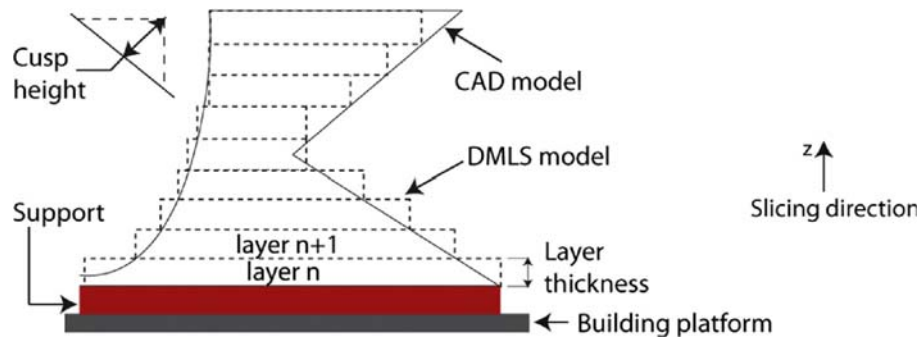 Cusp
height
CAD model
DMLS model
z
Slicing direction
Support
layer n+1
layer n
Layer
thickness
Building platform